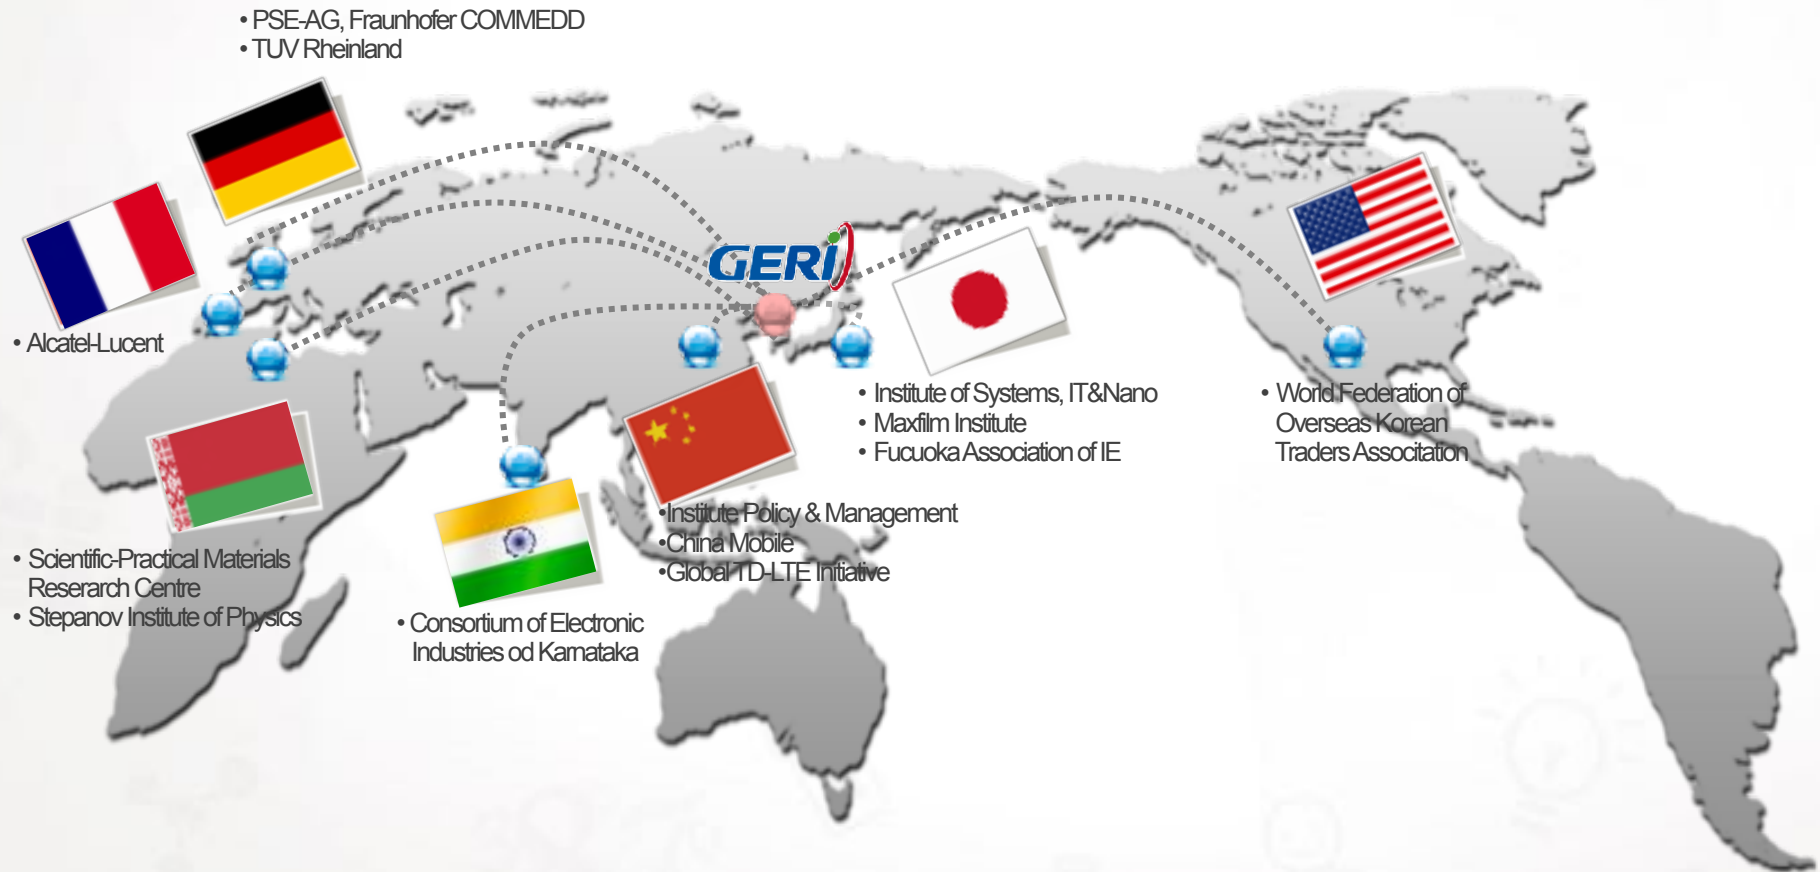 • PSE-AG, Fraunhofer COMMEDD
• TUV Rheinland
GERI
• Alcatel-Lucent
• Institute of Systems, IT&Nano
• Maxfilm Institute
• Fucuoka Association of IE
• World Federation of
Overseas Korean
Traders Associtation
•Institute Policy & Management
•China Mobile
•Global TD-LTE Initiative
• Scientific-Practical Materials
Reserarch Centre
• Stepanov Institute of Physics
• Consortium of Electronic
Industries od Karnataka